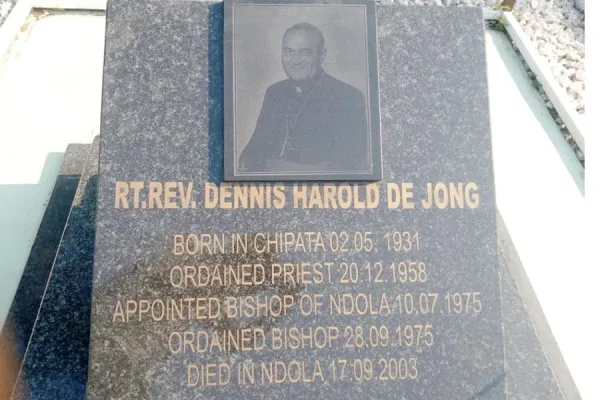 RT.REV. DENNIS HAROLD DE JONG
BORN IN CHIPATA 02.05. 1931
ORDAINED PRIEST 20.12.1958
APPOINTED BISHOP OF NDOLA 10.07.1975
ORDAINED BISHOP 28.09.1975
DIED IN NDOLA 17.09.2003